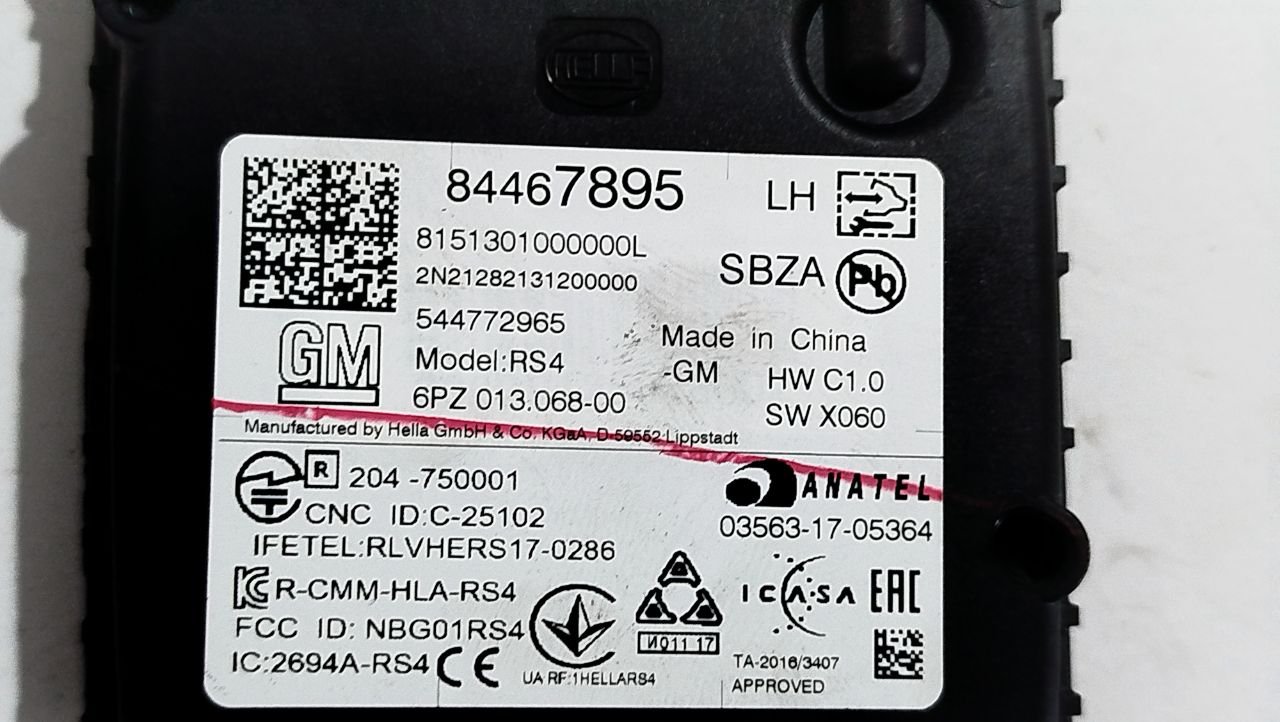 HELLA
84467895 LH
8151301000000L
2N21282131200000
SBZA Pb
544772965
Made in China
GM
Model:RS4
-GM HW C1.0
6PZ 013.068-00
SW X060
Manufactured by Hella GmbH & Co. KGaA, D-59552 Lippstadt
R 204-750001
ANATEL
CNC ID:C-25102
03563-17-05364
IFETEL:RLVHERS17-0286
R-CMM-HLA-RS4
ICASA EAC
FCC ID: NBG01RS4
IC:2694A-RS4 CE
UA RF:1HELLARS4
TA-2016/3407
APPROVED